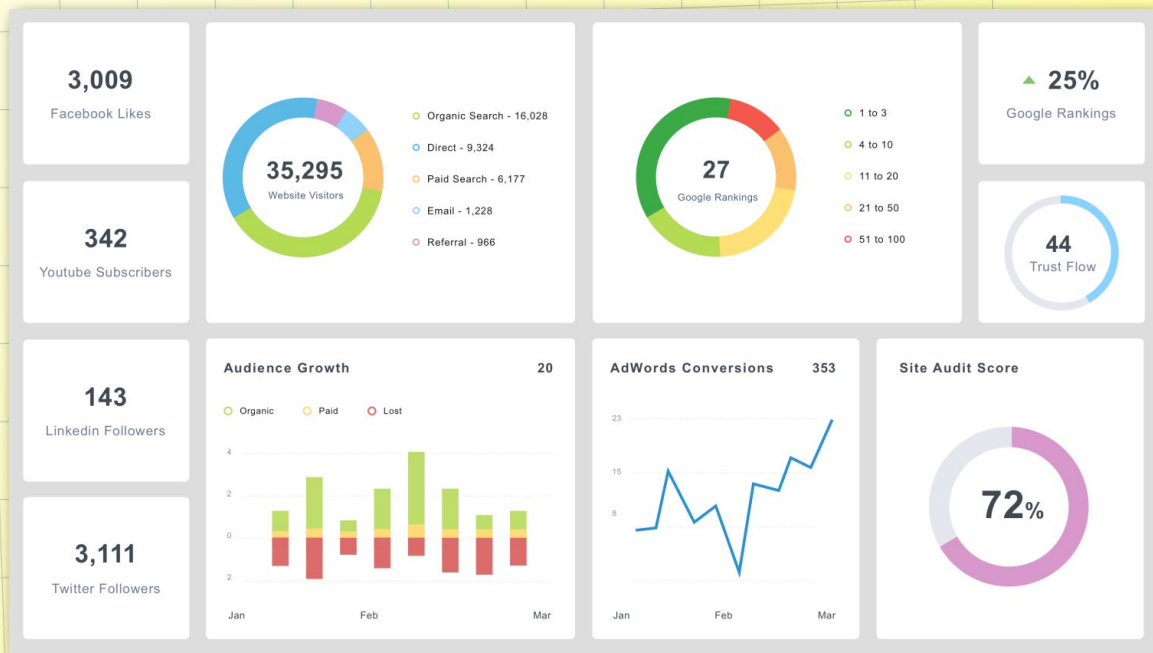 3,009
Facebook Likes
342
Youtube Subscribers
143
Linkedin Followers
3,111
Twitter Followers
35,295
Website Visitors
Organic Search - 16,028
Direct - 9,324
Paid Search - 6,177
Email - 1,228
Referral - 966
27
Google Rankings
1 to 3
4 to 10
11 to 20
21 to 50
51 to 100
25%
Google Rankings
44
Trust Flow
Audience Growth 20
Organic Paid Lost
4
2
0
2
Jan Feb Mar
AdWords Conversions 353
23
15
8
Jan Feb Mar
Site Audit Score
72%